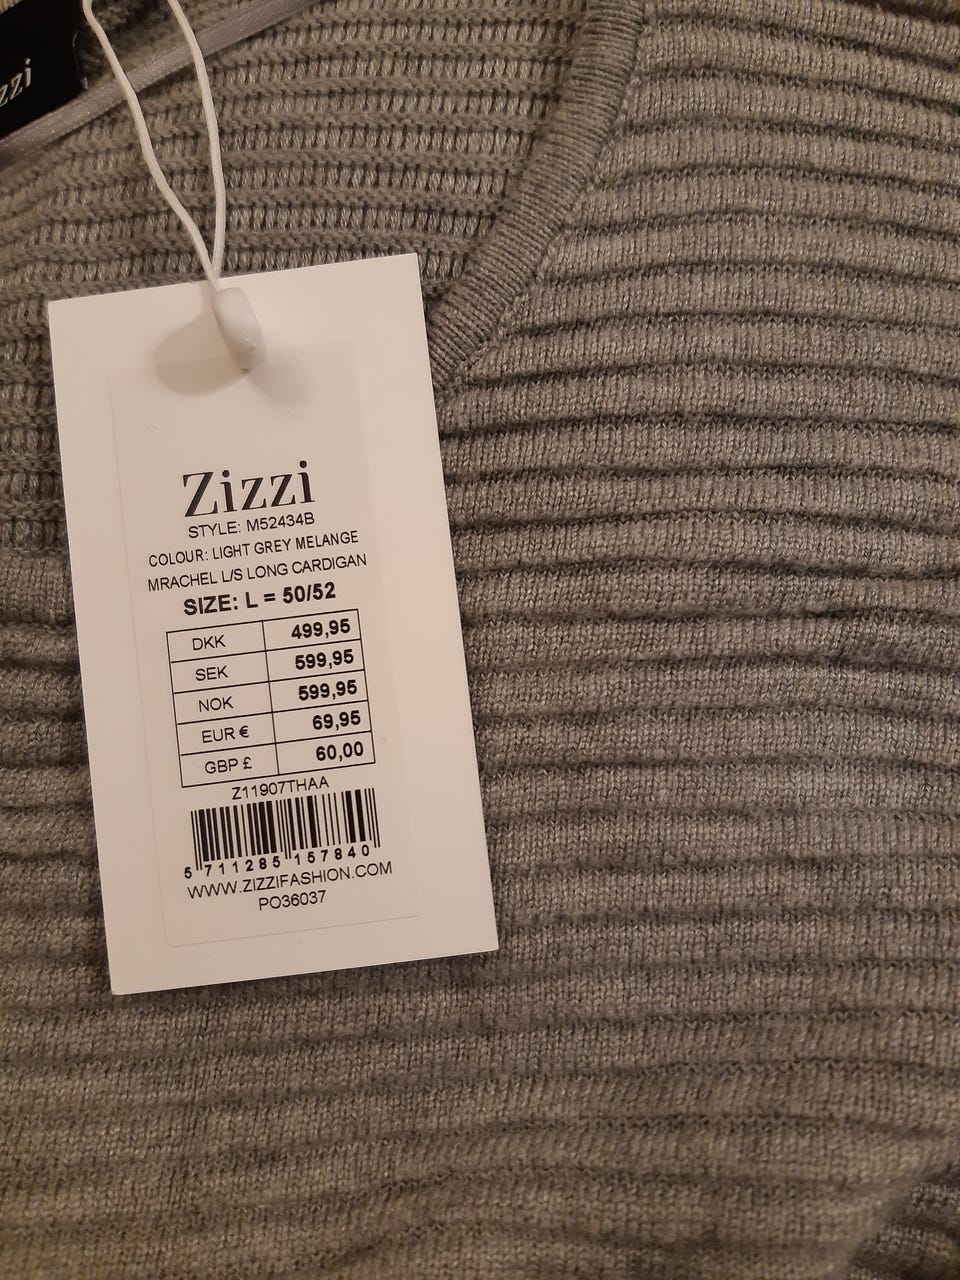 zzi
Zizzi
STYLE: M52434B
COLOUR: LIGHT GREY MELANGE
MRACHEL L/S LONG CARDIGAN
SIZE: L = 50/52
DKK 499,95
SEK 599,95
NOK 599,95
EUR € 69,95
GBP £ 60,00
Z11907THAA
5 711285 157840
WWW.ZIZZIFASHION.COM
PO36037